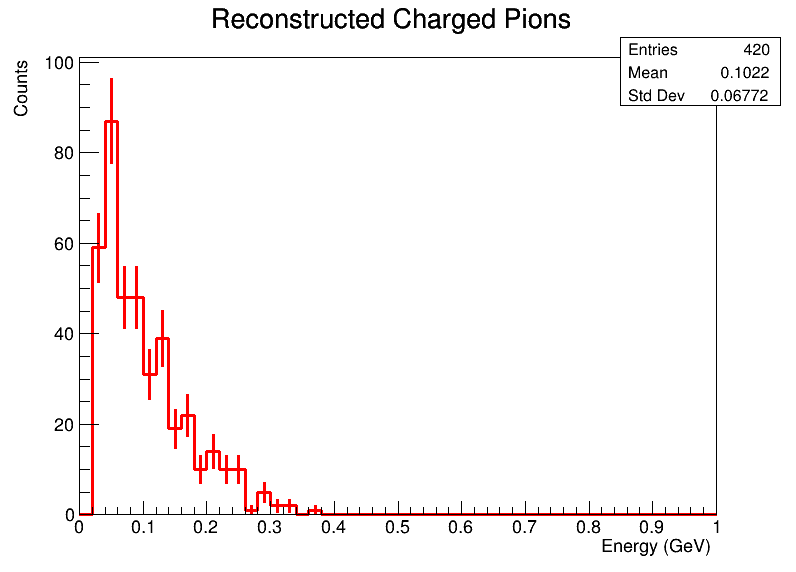 Reconstructed Charged Pions
Entries 420
Mean 0.1022
Std Dev 0.06772
Counts
100
80
60
40
20
0
0 0.1 0.2 0.3 0.4 0.5 0.6 0.7 0.8 0.9 1
Energy (GeV)